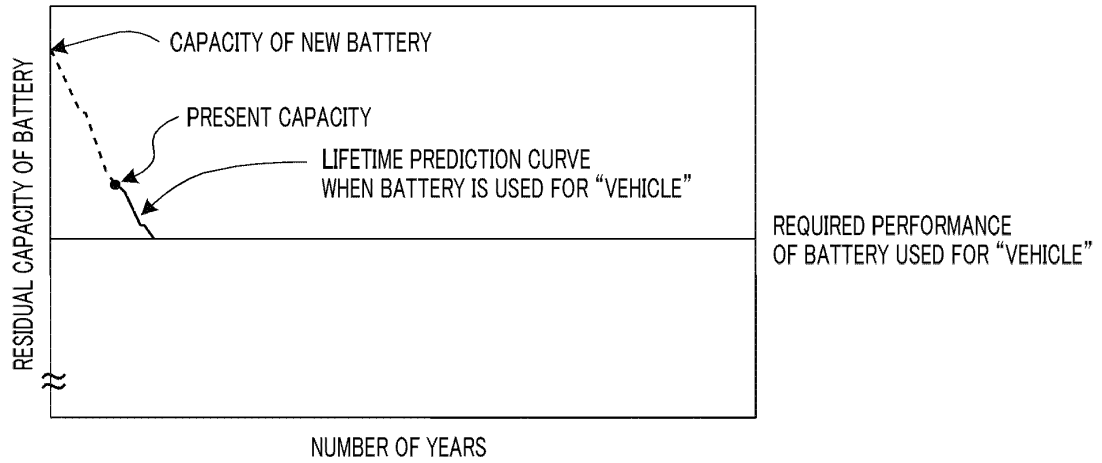 CAPACITY OF NEW BATTERY
PRESENT CAPACITY
LIFETIME PREDICTION CURVE
WHEN BATTERY IS USED FOR “VEHICLE”
REQUIRED PERFORMANCE
OF BATTERY USED FOR “VEHICLE”
RESIDUAL CAPACITY OF BATTERY
NUMBER OF YEARS